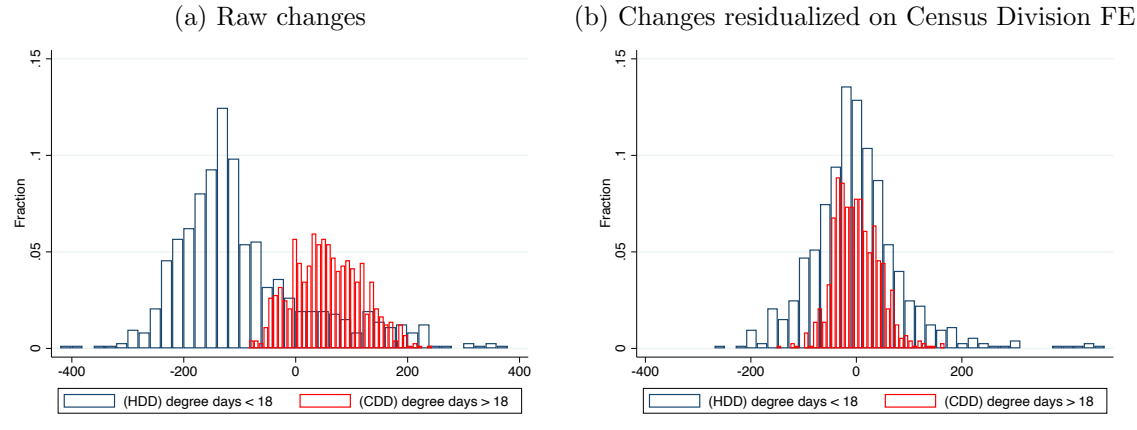 (a) Raw changes
(b) Changes residualized on Census Division FE
.15
.1
.05
0
Fraction
-400
-200
0
200
400
(HDD) degree days < 18
(CDD) degree days > 18
.15
.1
.05
0
Fraction
-400
-200
0
200
(HDD) degree days < 18
(CDD) degree days > 18